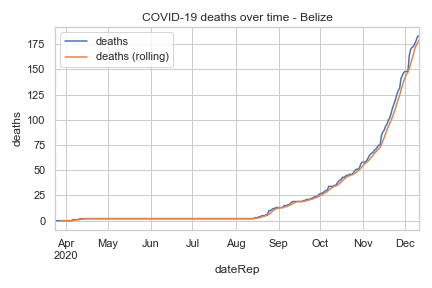 COVID-19 deaths over time - Belize
deaths
deaths (rolling)
175
150
125
100
75
50
25
0
deaths
Apr May Jun Jul Aug Sep Oct Nov Dec
2020
dateRep